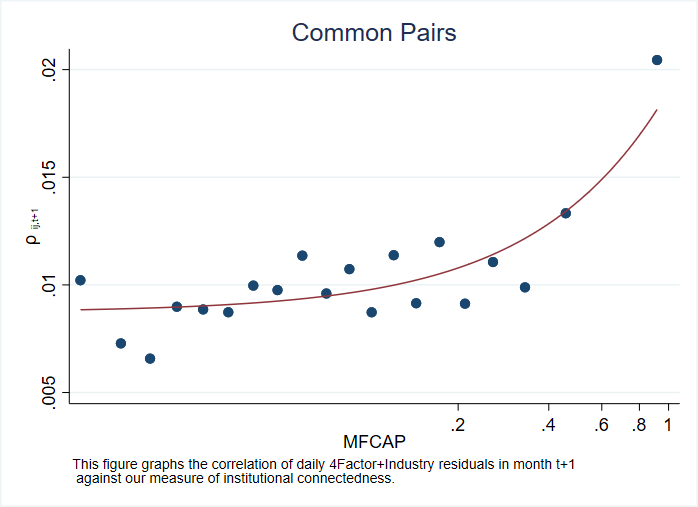 Common Pairs
.02
.015
.01
.005
ρ ij,t+1
.2 .4 .6 .8 1
MFCAP
This figure graphs the correlation of daily 4Factor+Industry residuals in month t+1
against our measure of institutional connectedness.